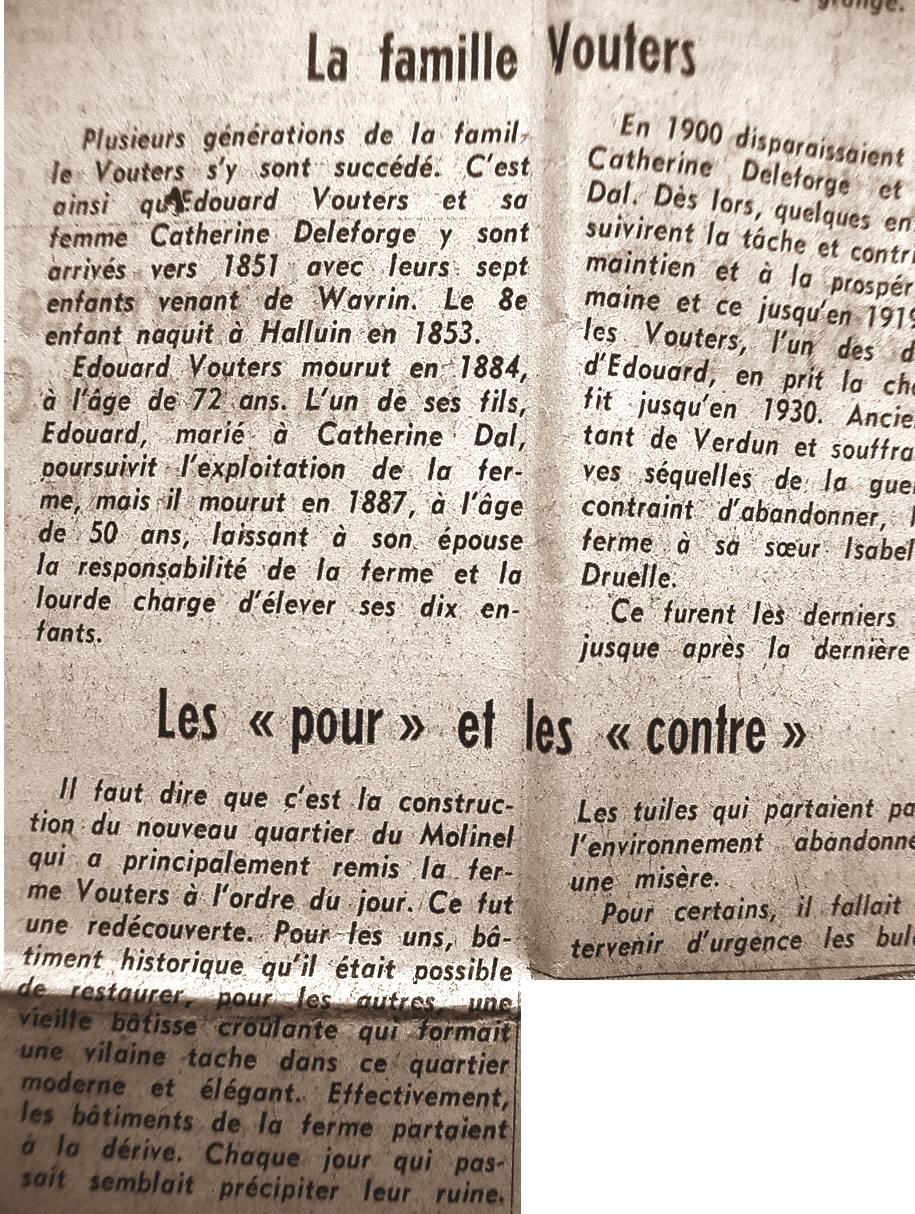 grange.
La famille Vouters
Plusieurs générations de la famil-
le Vouters s'y sont succédé. C'est
ainsi qu'Edouard Vouters et sa
femme Catherine Deleforge y sont
arrivés vers 1851 avec leurs sept
enfants venant de Wavrin. Le 8e
enfant naquit à Halluin en 1853.
Edouard Vouters mourut en 1884,
à l'âge de 72 ans. L'un de ses fils,
Edouard, marié à Catherine Dal,
poursuivit l'exploitation de la fer-
me, mais il mourut en 1887, à l'âge
de 50 ans, laissant à son épouse
la responsabilité de la ferme et la
lourde charge d'élever ses dix en-
fants.
En 1900 disparaissaient
Catherine Deleforge et
Dal. Dès lors, quelques en
suivirent la tâche et contri
maintien et à la prospér
maine et ce jusqu'en 1919
les Vouters, l'un des d
d'Edouard, en prit la cha
fit jusqu'en 1930. Ancie
tant de Verdun et souffra
ves séquelles de la gue
contraint d'abandonner,
ferme à sa sœur Isabel
Druelle.
Ce furent les derniers
jusque après la dernière
Les « pour » et les « contre »
Il faut dire que c'est la construc-
tion du nouveau quartier du Molinel
qui a principalement remis la fer-
me Vouters à l'ordre du jour. Ce fut
une redécouverte. Pour les uns, bâ-
timent historique qu'il était possible
de restaurer, pour les autres, une
vieille bâtisse croulante qui formait
une vilaine tache dans ce quartier
moderne et élégant. Effectivement,
les bâtiments de la ferme partaient
à la dérive. Chaque jour qui pas-
sait semblait précipiter leur ruine.
Les tuiles qui partaient pa
l'environnement abandonné
une misère.
Pour certains, il fallait
tervenir d'urgence les bul